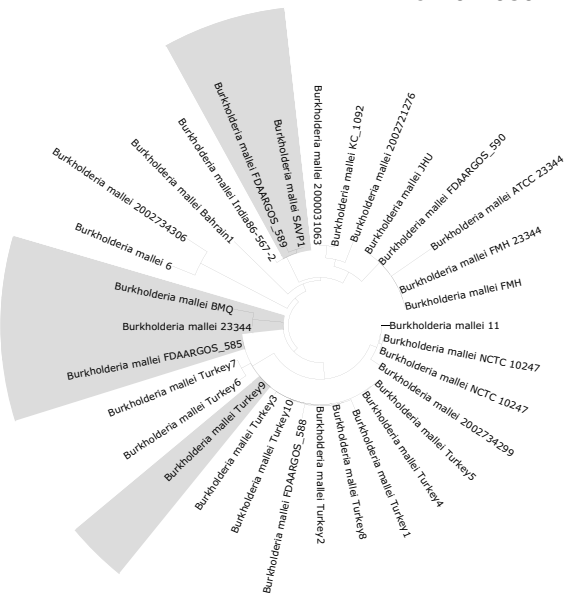 Burkholderia mallei FDAARGOS_589
Burkholderia mallei SAVP1
Burkholderia mallei 2000031063
Burkholderia mallei KC_1092
Burkholderia mallei 2002721276
Burkholderia mallei JHU
Burkholderia mallei FDAARGOS_590
Burkholderia mallei ATCC 23344
Burkholderia mallei FMH 23344
Burkholderia mallei FMH
Burkholderia mallei 11
Burkholderia mallei NCTC 10247
Burkholderia mallei NCTC 10247
Burkholderia mallei 2002734299
Burkholderia mallei Turkey5
Burkholderia mallei Turkey4
Burkholderia mallei Turkey1
Burkholderia mallei Turkey8
Burkholderia mallei Turkey2
Burkholderia mallei FDAARGOS_588
Burkholderia mallei Turkey10
Burkholderia mallei Turkey3
Burkholderia mallei Turkey9
Burkholderia mallei Turkey6
Burkholderia mallei Turkey7
Burkholderia mallei FDAARGOS_585
Burkholderia mallei 23344
Burkholderia mallei BMQ
Burkholderia mallei 6
Burkholderia mallei 2002734306
Burkholderia mallei Bahrain1
Burkholderia mallei India86-567-2